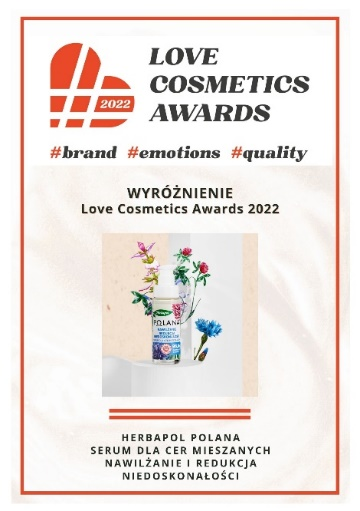 2022
LOVE
COSMETICS
AWARDS
#brand #emotions #quality
WYRÓŻNIENIE
Love Cosmetics Awards 2022
POLANA
HERBAPOL POLANA
SERUM DLA CER MIESZANYCH
NAWILŻANIE I REDUKCJA
NIEDOSKONAŁOŚCI